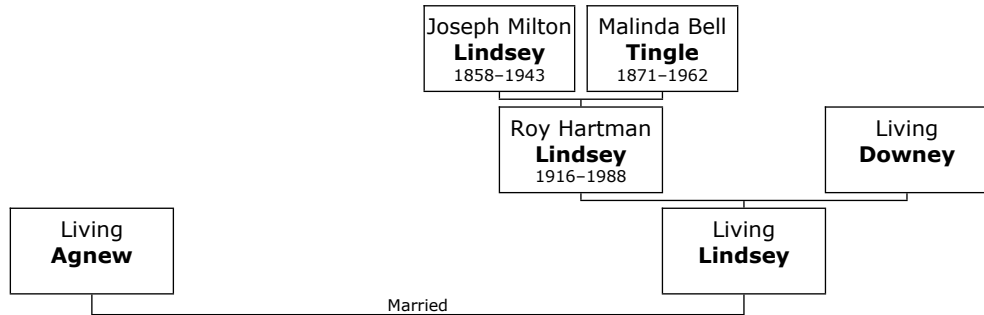 Joseph Milton
Lindsey
1858–1943
Malinda Bell
Tingle
1871–1962
Roy Hartman
Lindsey
1916–1988
Living
Downey
Living
Agnew
Living
Lindsey
Married